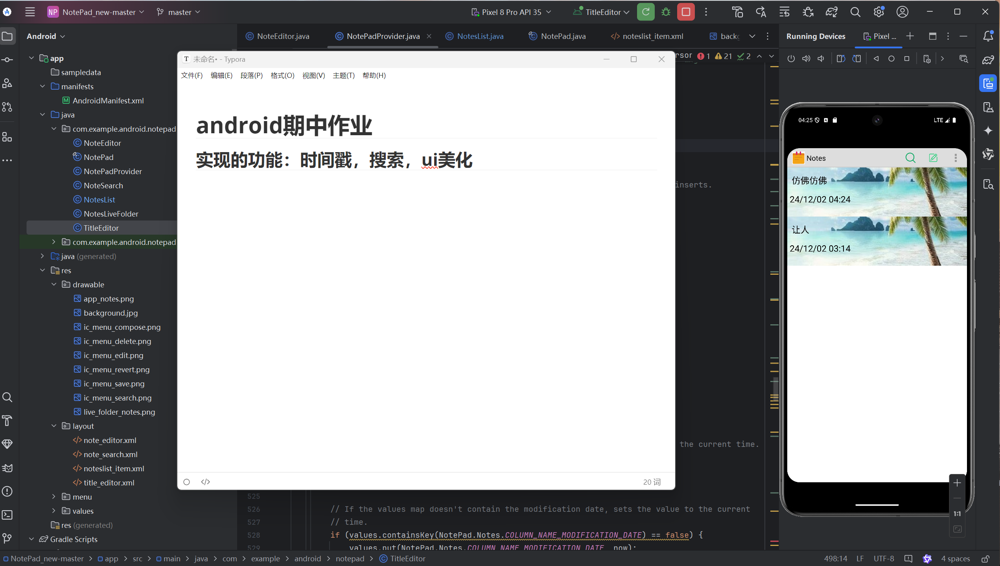 NP NotePad_new-master master Pixel 8 Pro API 35 TitleEditor
Android
app
sampledata
manifests
AndroidManifest.xml
java
com.example.android.notepad
NoteEditor
NotePad
NotePadProvider
NoteSearch
NotesList
NotesLiveFolder
TitleEditor
com.example.android.notepad
java (generated)
res
drawable
app_notes.png
background.jpg
ic_menu_compose.png
ic_menu_delete.png
ic_menu_edit.png
ic_menu_revert.png
ic_menu_save.png
ic_menu_search.png
live_folder_notes.png
layout
note_editor.xml
note_search.xml
noteslist_item.xml
title_editor.xml
menu
values
res (generated)
Gradle Scripts
NoteEditor.java NotePadProvider.java NotesList.java NotePad.java noteslist_item.xml
1 21 2
T 未命名• - Typora
文件(F) 编辑(E) 段落(P) 格式(O) 视图(V) 主题(T) 帮助(H)
android期中作业
实现的功能：时间戳，搜索，ui美化
20 词
inserts.
the current time.
525
526 // If the values map doesn't contain the modification date, sets the value to the current
527 // time.
528 if (values.containsKey(NotePad.Notes.COLUMN_NAME_MODIFICATION_DATE) == false) {
529 values.put(NotePad.Notes.COLUMN_NAME_MODIFICATION_DATE, now);
Running Devices Pixel ...
04:25 LTE
Notes
仿佛仿佛
24/12/02 04:24
让人
24/12/02 03:14
1:1
NotePad_new-master > app > src > main > java > com > example > android > notepad > TitleEditor
498:14 LF UTF-8 4 spaces